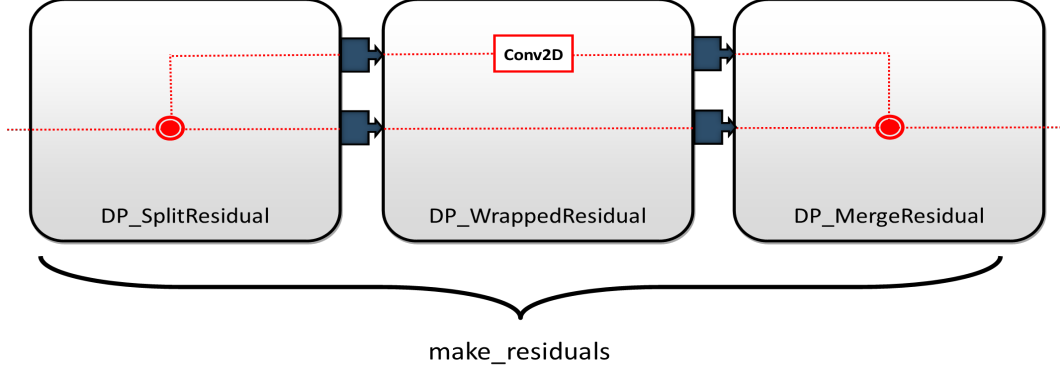 Conv2D
DP_SplitResidual
DP_WrappedResidual
DP_MergeResidual
make_residuals